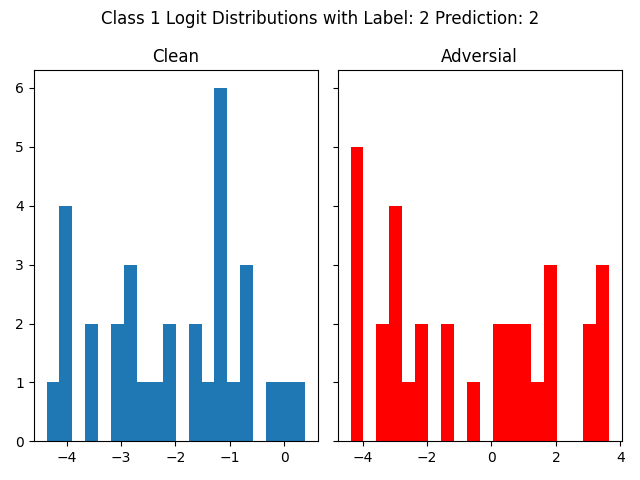 Class 1 Logit Distributions with Label: 2 Prediction: 2
Clean
Adversial
6
5
4
3
2
1
0
−4 −3 −2 −1 0
−4 −2 0 2 4